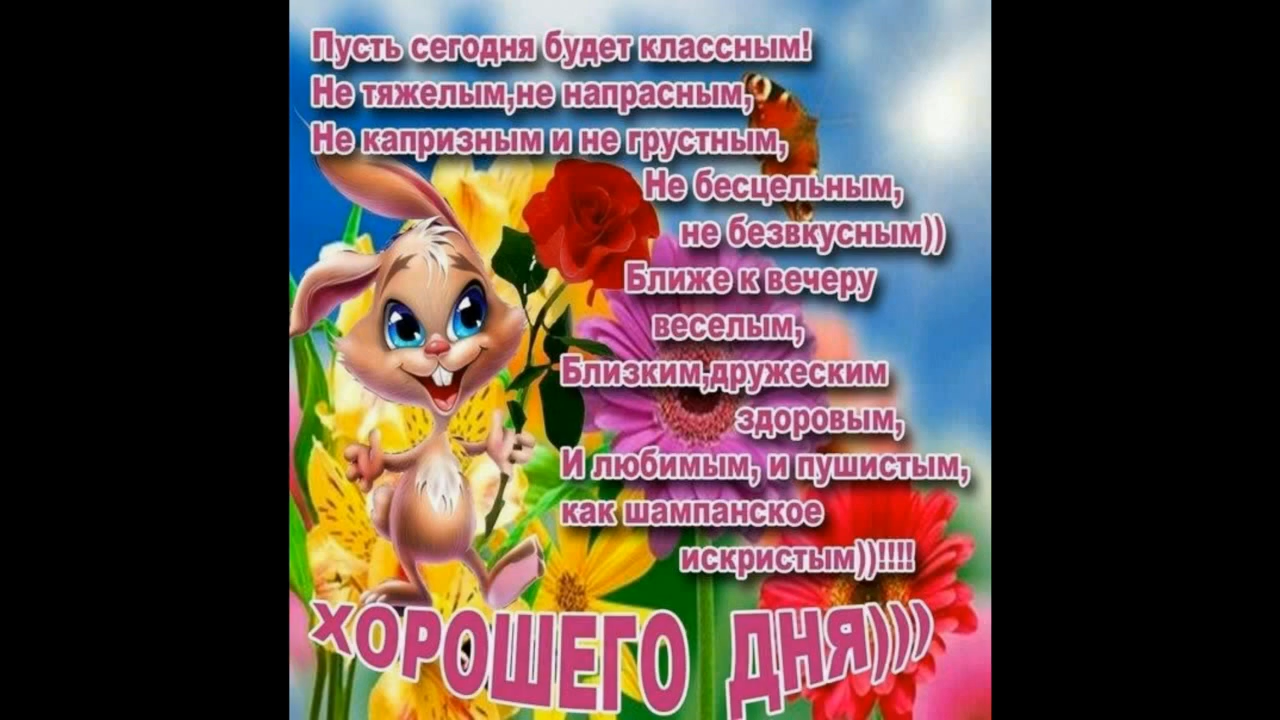 Пусть сегодня будет классным!
Не тяжелым,не напрасным,
Не капризным и не грустным,
Не бесцельным,
не безвкусным))
Ближе к вечеру
веселым,
Близким,дружеским
здоровым,
И любимым, и пушистым,
как шампанское
искристым))!!!!
ХОРОШЕГО ДНЯ)))